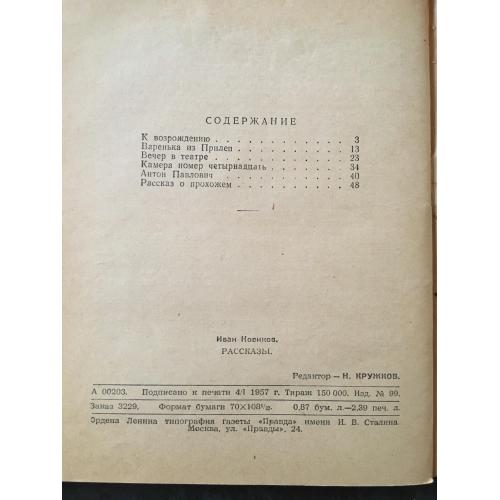 СОДЕРЖАНИЕ
К возрождению . . . . . . . . . . . . 3
Варенька из Прилеп . . . . . . . . . . . 13
Вечер в театре . . . . . . . . . . . . 23
Камера номер четырнадцать . . . . . . . . 34
Антон Павлович . . . . . . . . . . . . 40
Рассказ о прохожем . . . . . . . . . . . 48
Иван Новиков.
РАССКАЗЫ.
Редактор — Н. КРУЖКОВ.
А 00203. Подписано к печати 4/I 1957 г. Тираж 150 000. Изд. № 99.
Заказ 3229. Формат бумаги 70×108¹/₃₂. 0,87 бум. л.—2,39 печ. л.
Ордена Ленина типография газеты «Правда» имени И. В. Сталина.
Москва, ул. «Правды», 24.